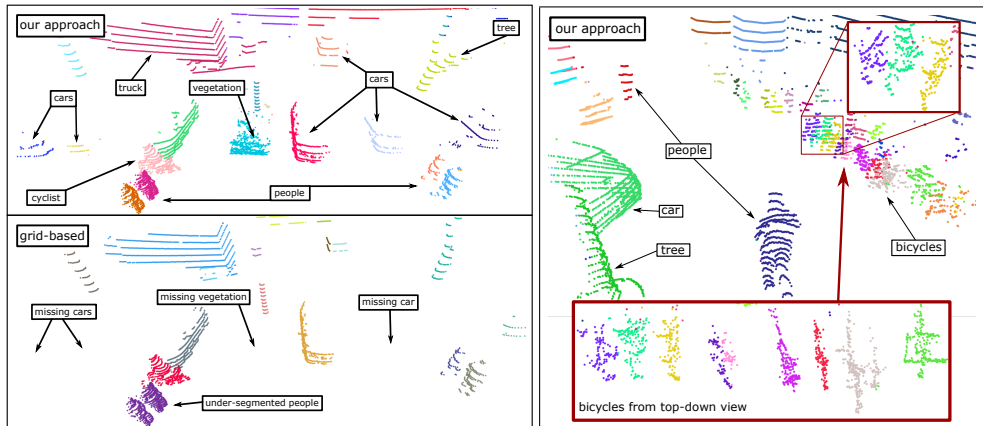 our approach
tree
truck
vegetation
cars
cars
cyclist
people
grid-based
missing vegetation
missing car
missing cars
under-segmented people
our approach
people
car
tree
bicycles
bicycles from top-down view